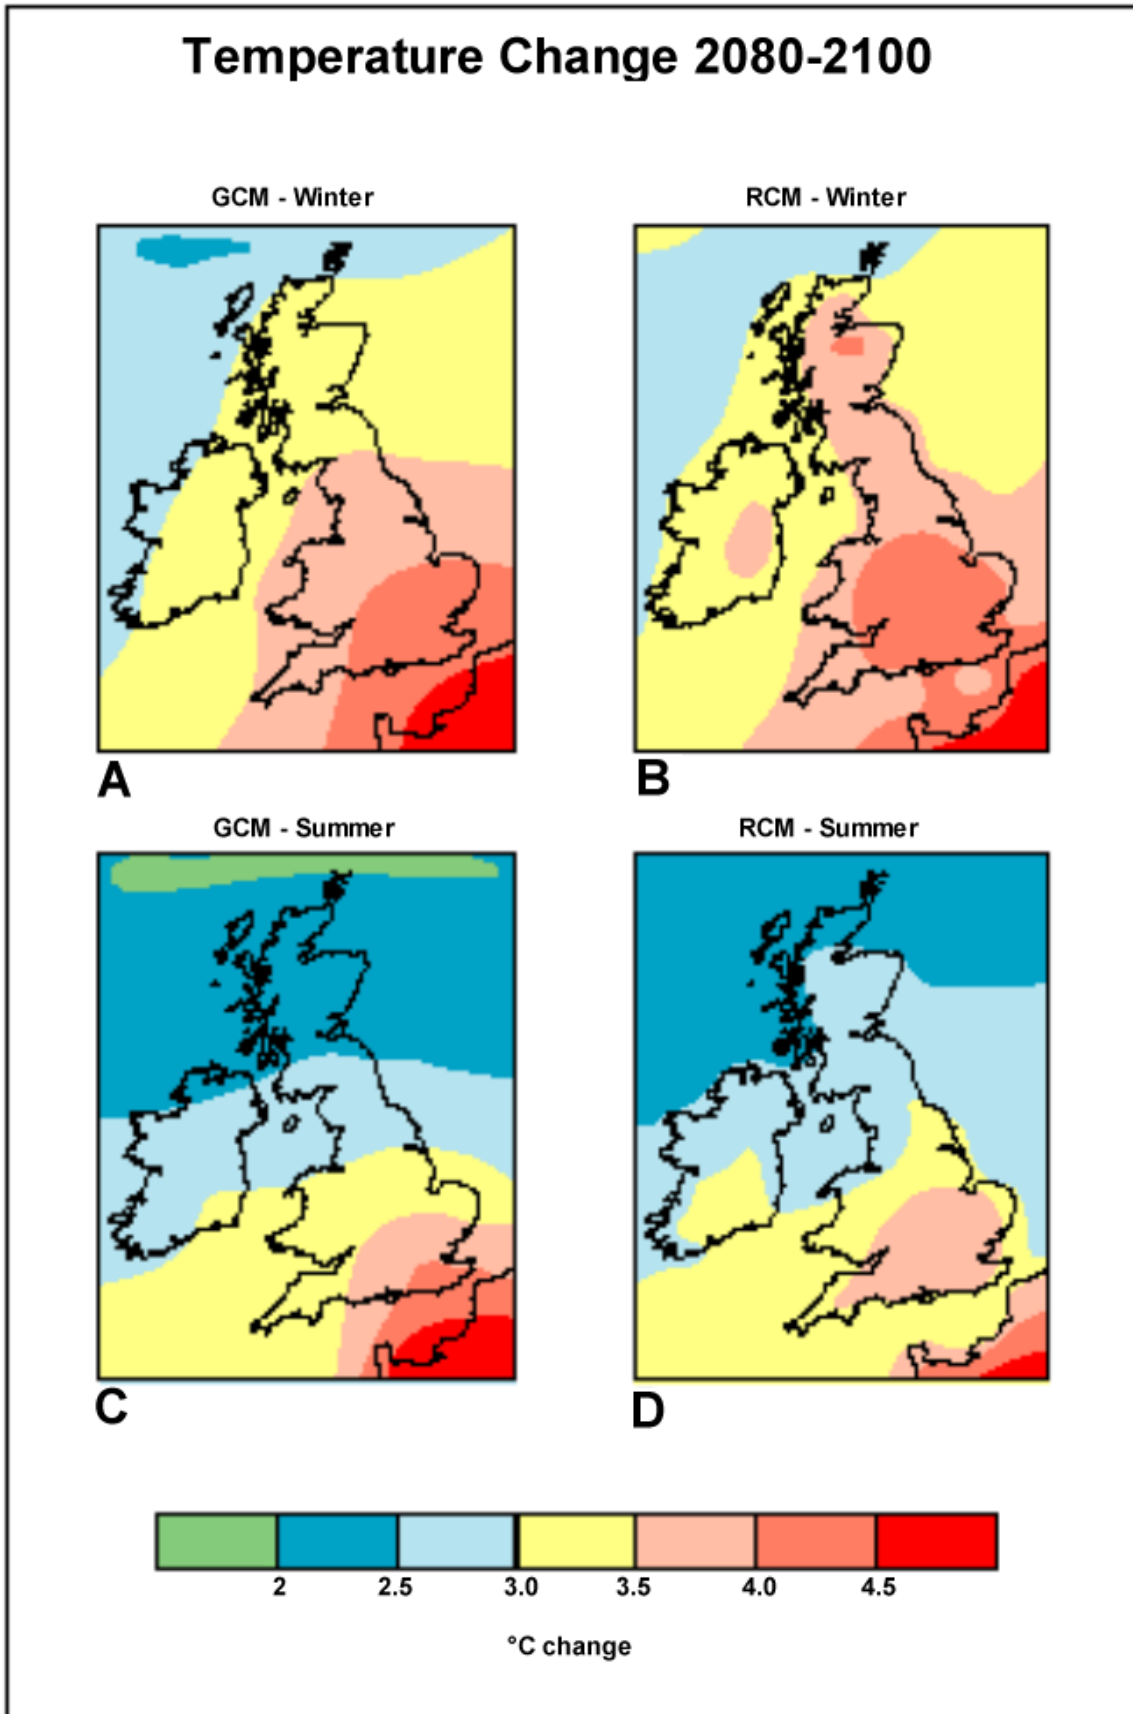 Temperature Change 2080-2100
GCM - Winter
RCM - Winter
A
B
GCM - Summer
RCM - Summer
C
D
2 2.5 3.0 3.5 4.0 4.5
°C change